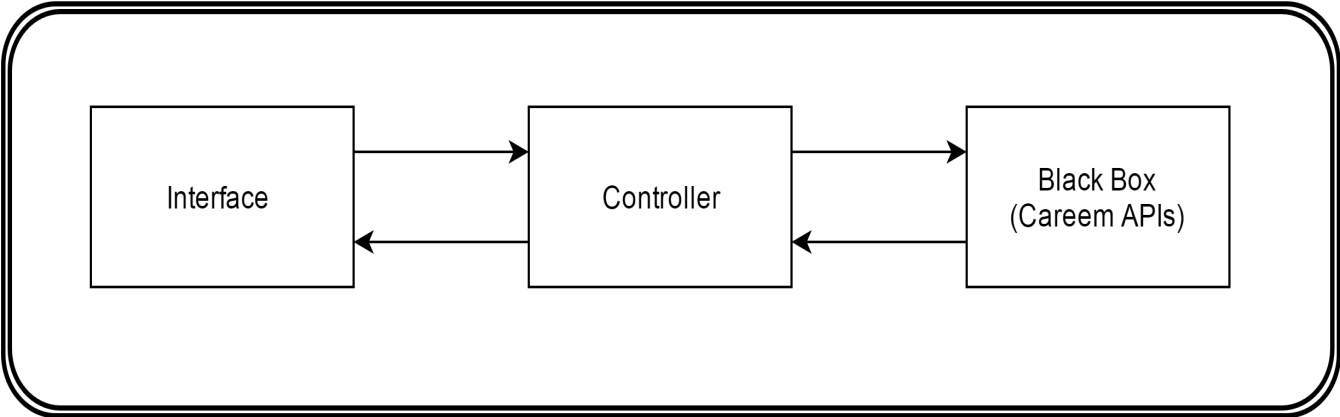 Interface
Controller
Black Box
(Careem APIs)